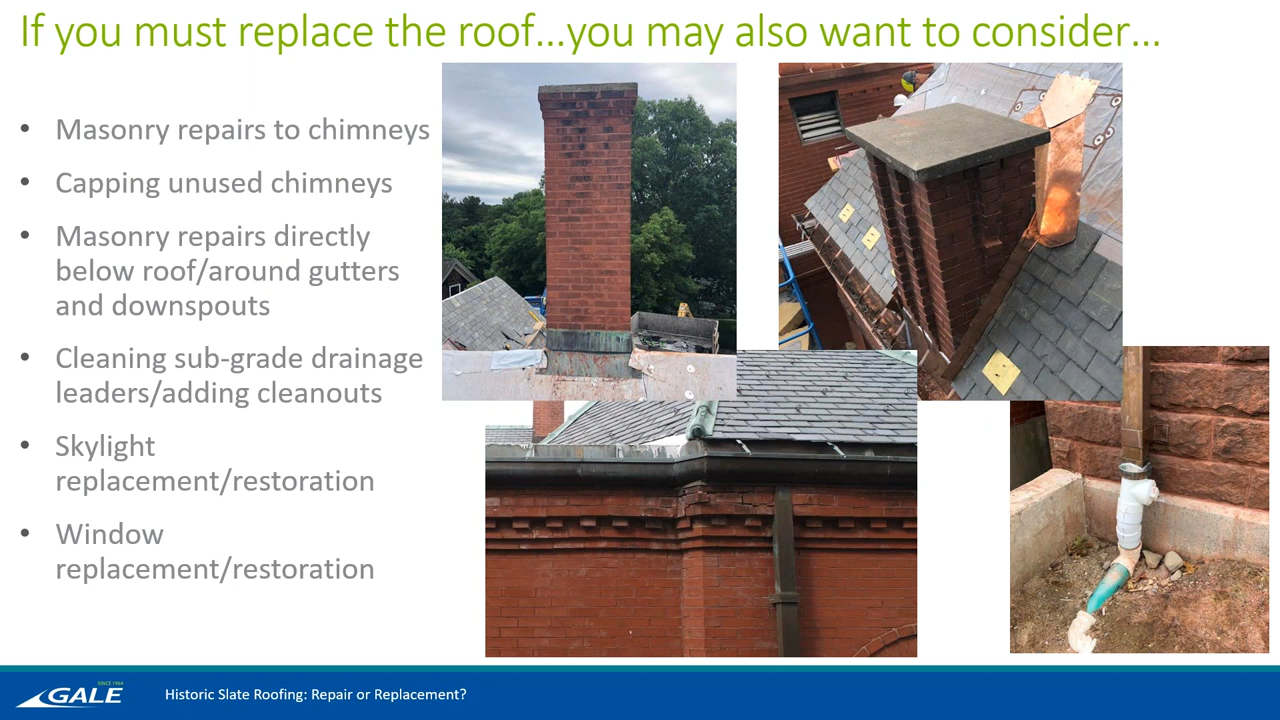 If you must replace the roof...you may also want to consider...
• Masonry repairs to chimneys
• Capping unused chimneys
• Masonry repairs directly
below roof/around gutters
and downspouts
• Cleaning sub-grade drainage
leaders/adding cleanouts
• Skylight
replacement/restoration
• Window
replacement/restoration
SINCE 1964
GALE
Historic Slate Roofing: Repair or Replacement?